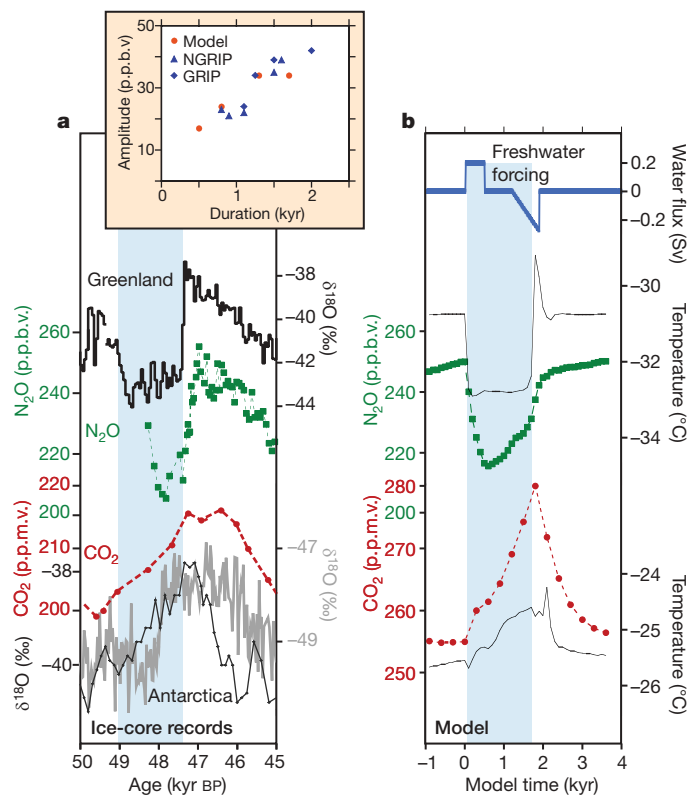 50
30
10
Amplitude (p.p.b.v)
Model
NGRIP
GRIP
0 1 2
Duration (kyr)
a
Greenland
–38
–40
–42
–44
δ18O (‰)
260
240
220
200
N2O (p.p.b.v.)
N2O
220
210
200
CO2 (p.p.m.v.)
CO2
–47
–49
δ18O (‰)
–38
–40
δ18O (‰)
Antarctica
Ice-core records
50 49 48 47 46 45
Age (kyr BP)
b
Freshwater
forcing
0.2
0
–0.2
Water flux (Sv)
–30
–32
–34
Temperature (°C)
260
240
220
200
N2O (p.p.b.v.)
280
270
260
250
CO2 (p.p.m.v.)
–24
–25
–26
Temperature (°C)
Model
–1 0 1 2 3 4
Model time (kyr)